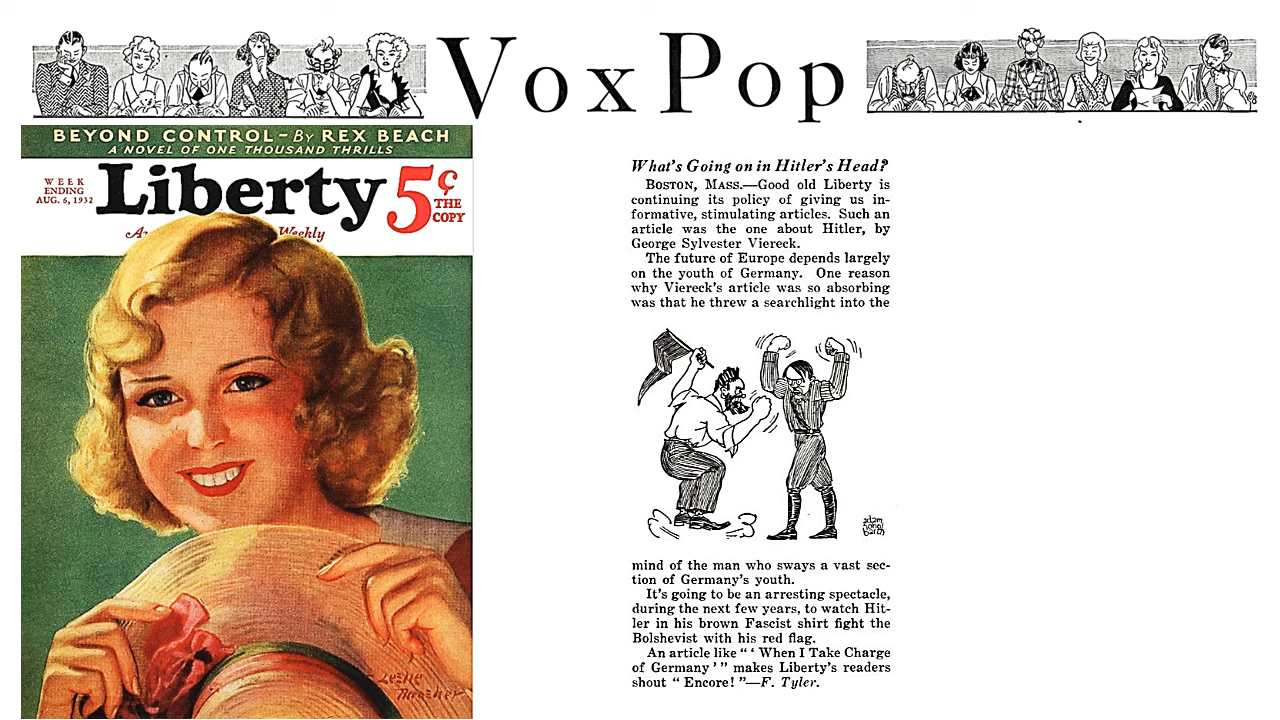 Vox Pop
BEYOND CONTROL - By REX BEACH
A NOVEL OF ONE THOUSAND THRILLS
WEEK
ENDING
AUG. 6, 1932
Liberty
5¢
THE
COPY
Weekly
Leslie
Thrasher
What's Going on in Hitler's Head?
BOSTON, MASS.—Good old Liberty is
continuing its policy of giving us in-
formative, stimulating articles. Such an
article was the one about Hitler, by
George Sylvester Viereck.
The future of Europe depends largely
on the youth of Germany. One reason
why Viereck's article was so absorbing
was that he threw a searchlight into the
adam
barth
mind of the man who sways a vast sec-
tion of Germany's youth.
It's going to be an arresting spectacle,
during the next few years, to watch Hit-
ler in his brown Fascist shirt fight the
Bolshevist with his red flag.
An article like “ ‘ When I Take Charge
of Germany ’ ” makes Liberty's readers
shout “ Encore! ”—F. Tyler.